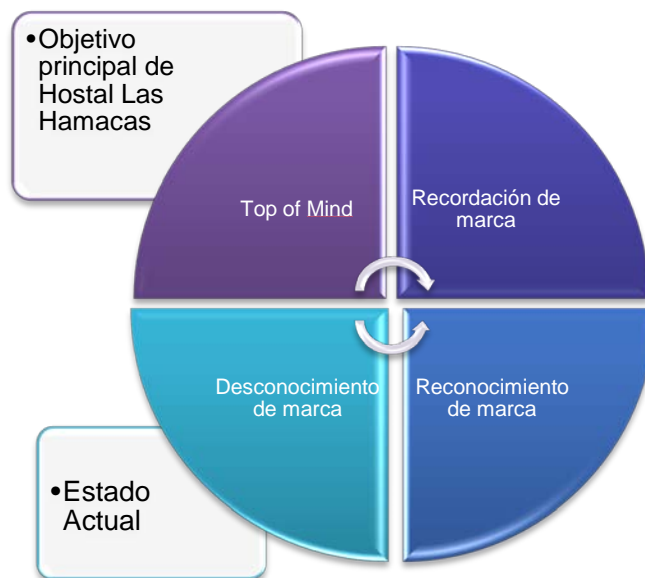 •Objetivo
principal de
Hostal Las
Hamacas
Top of Mind
Recordación de
marca
Desconocimiento
de marca
Reconocimiento
de marca
•Estado
Actual